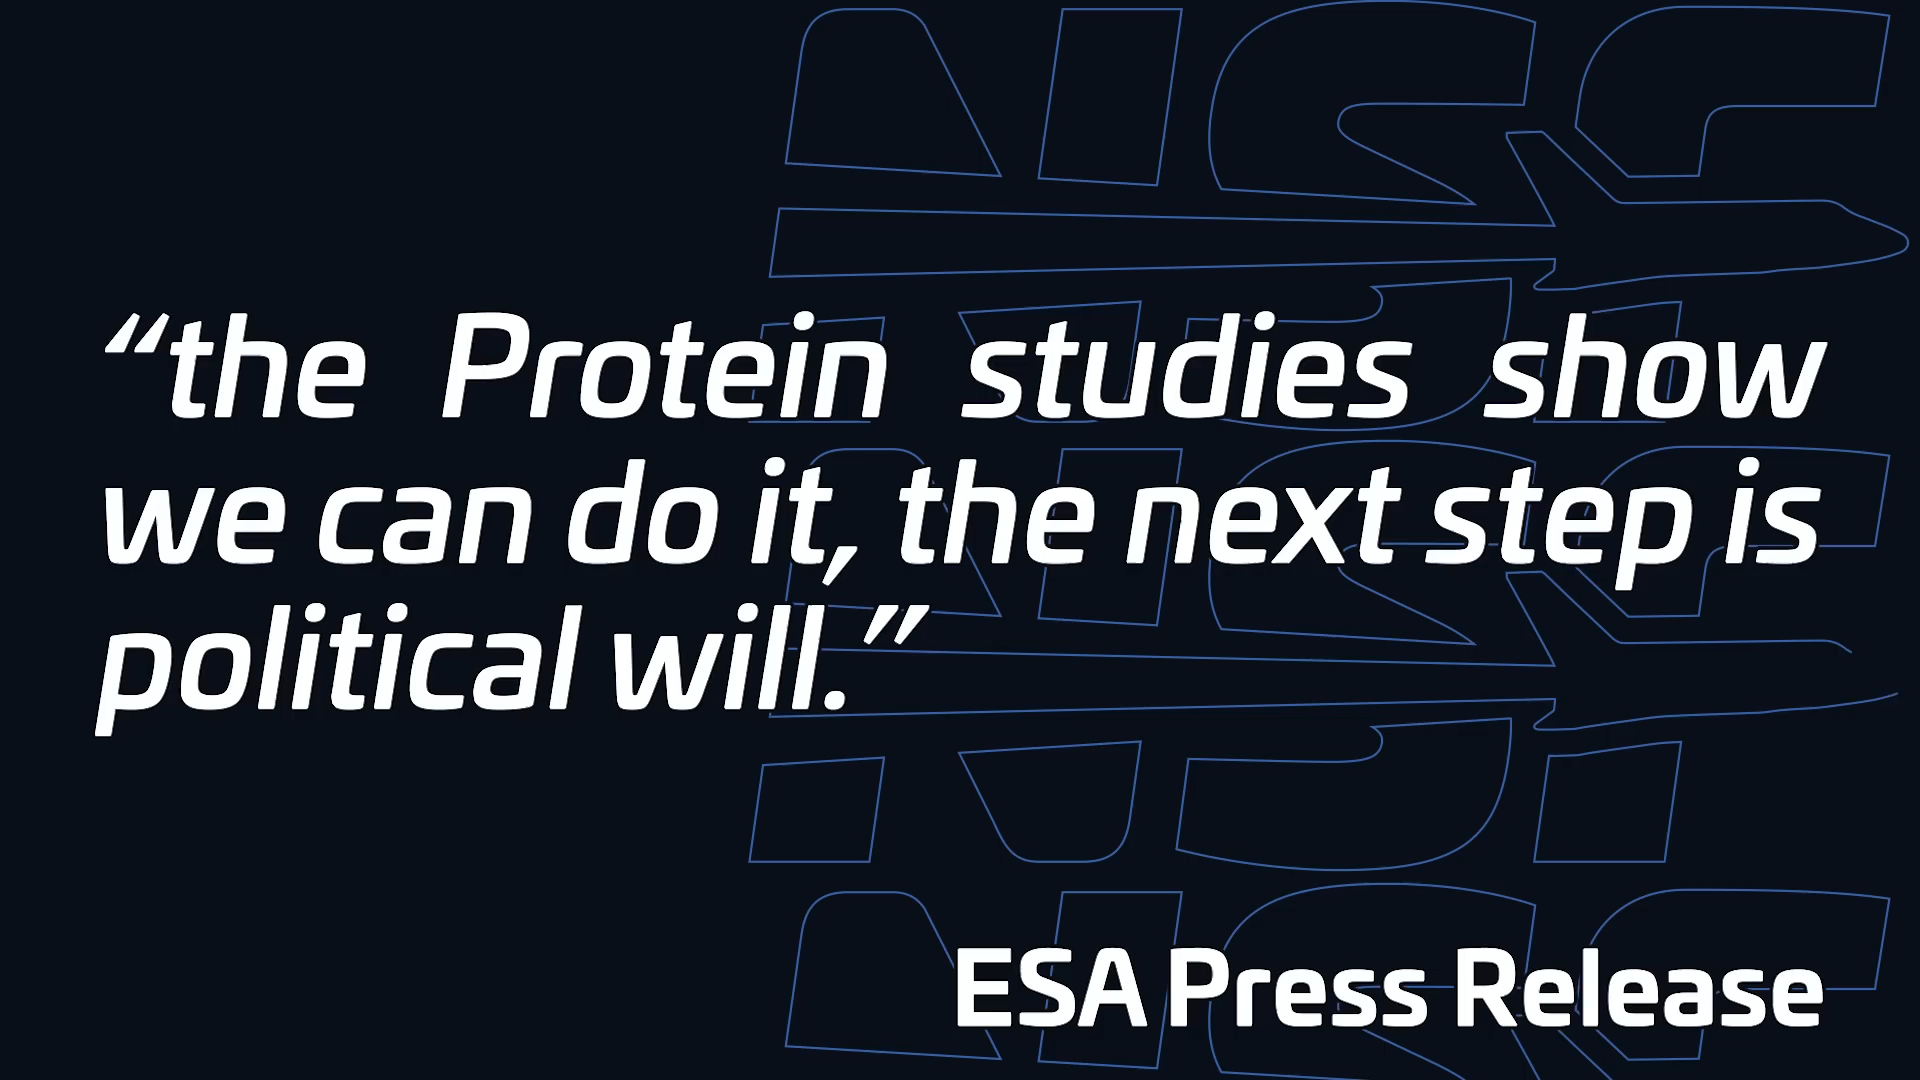 “the Protein studies show
we can do it, the next step is
political will.”
ESA Press Release